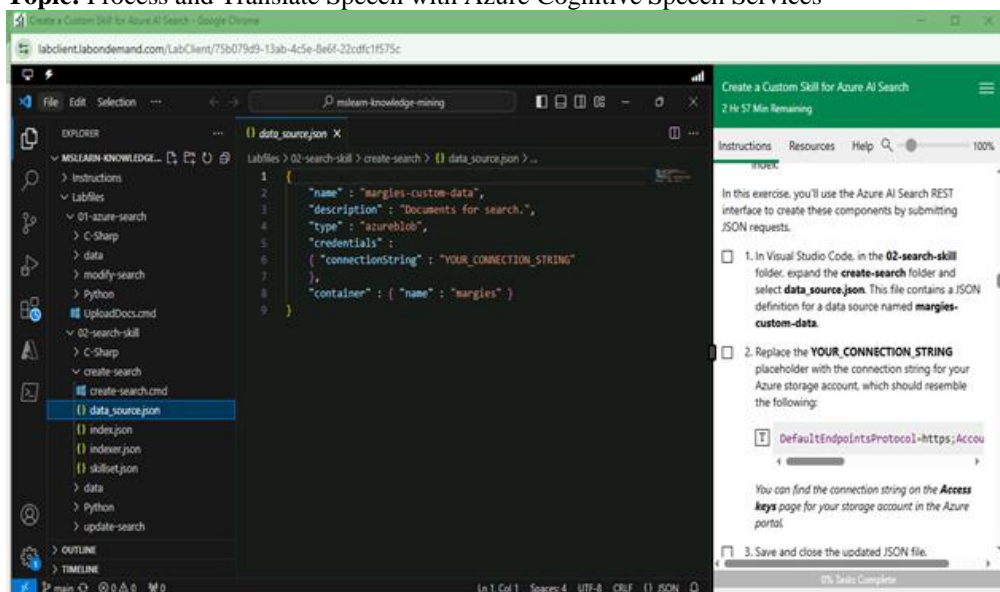 Topic: Process and Translate Speech with Azure Cognitive Speech Services
Create a Custom Skill for Azure AI Search - Google Chrome
labclient.labondemand.com/LabClient/75b079d9-13ab-4c5e-8e6f-22cdfc1f575c
File Edit Selection ...
mslearn-knowledge-mining
EXPLORER
MSLEARN-KNOWLEDG...
> Instructions
Labfiles
01-azure-search
> C-Sharp
> data
> modify-search
> Python
UploadDocs.cmd
02-search-skill
> C-Sharp
create-search
create-search.cmd
{} data_source.json
{} index.json
{} indexer.json
{} skillset.json
> data
> Python
> update-search
> OUTLINE
> TIMELINE
{} data_source.json X
Labfiles > 02-search-skill > create-search > {} data_source.json > ...
1 {
2 "name" : "margies-custom-data",
3 "description" : "Documents for search.",
4 "type" : "azureblob",
5 "credentials" :
6 { "connectionString" : "YOUR_CONNECTION_STRING"
7 },
8 "container" : { "name" : "margies" }
9 }
main 0 0 0
Ln 1, Col 1 Spaces: 4 UTF-8 CRLF {} JSON
Create a Custom Skill for Azure AI Search
2 Hr 57 Min Remaining
Instructions Resources Help 100%
index.
In this exercise, you'll use the Azure AI Search REST
interface to create these components by submitting
JSON requests.
1. In Visual Studio Code, in the 02-search-skill
folder, expand the create-search folder and
select data_source.json. This file contains a JSON
definition for a data source named margies-
custom-data.
2. Replace the YOUR_CONNECTION_STRING
placeholder with the connection string for your
Azure storage account, which should resemble
the following:
T DefaultEndpointsProtocol=https;Accou
You can find the connection string on the Access
keys page for your storage account in the Azure
portal.
3. Save and close the updated JSON file.
0% Tasks Complete